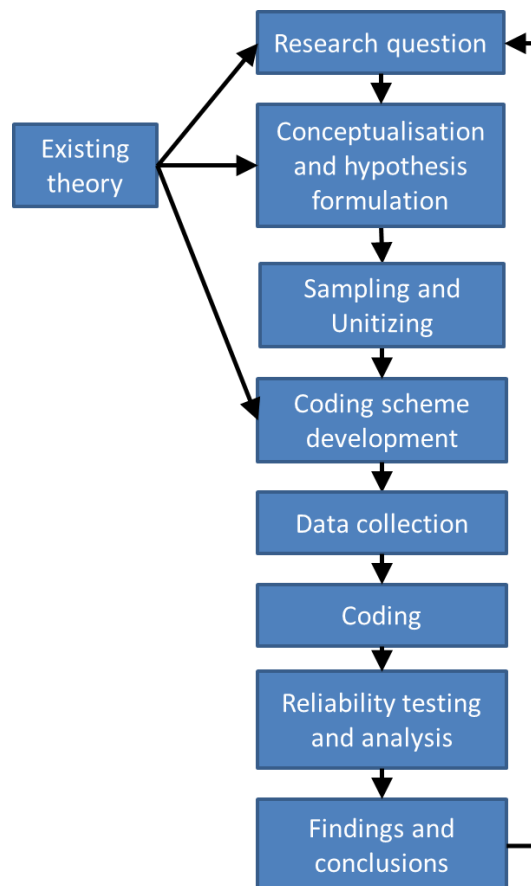 Research question
Existing
theory
Conceptualisation
and hypothesis
formulation
Sampling and
Unitizing
Coding scheme
development
Data collection
Coding
Reliability testing
and analysis
Findings and
conclusions